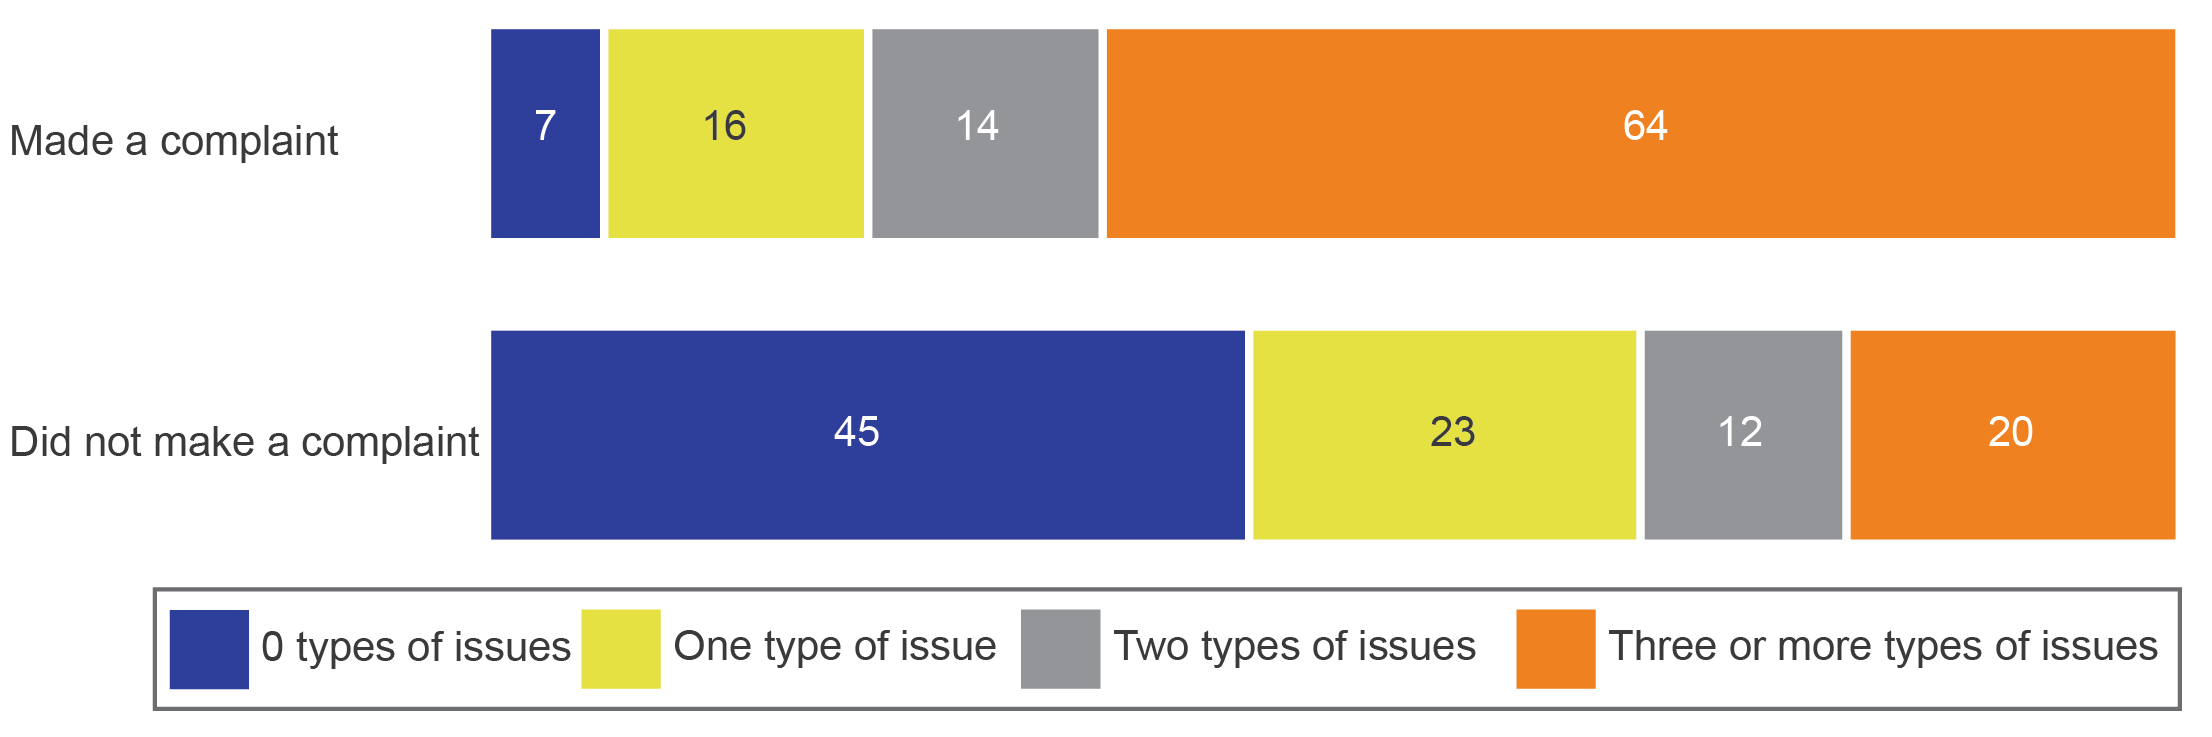 7 16 14 64
Made a complaint
45 23 12 20
Did not make a complaint
0 types of issues One type of issue Two types of issues Three or more types of issues